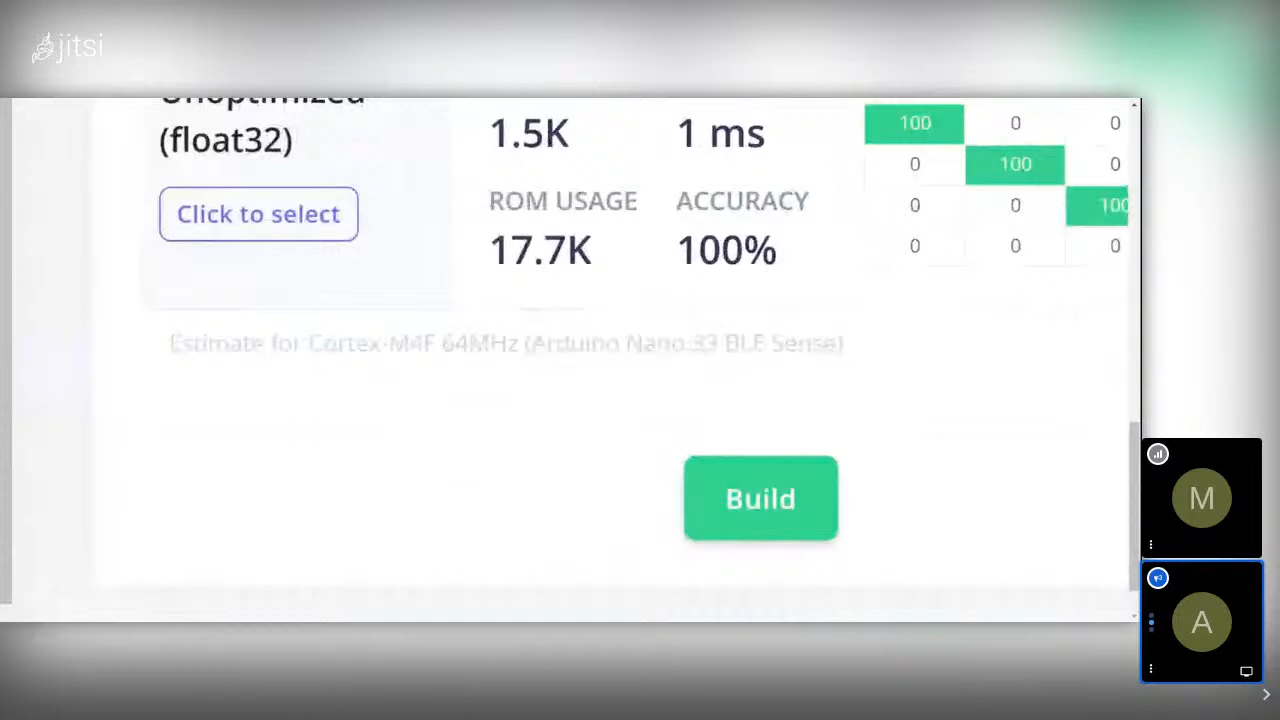 jitsi
Unoptimized
(float32)
Click to select
1.5K
1 ms
ROM USAGE
ACCURACY
17.7K
100%
100 0 0
0 100 0
0 0 100
0 0 0
Estimate for Cortex-M4F 64MHz (Arduino Nano 33 BLE Sense)
Build
M
A